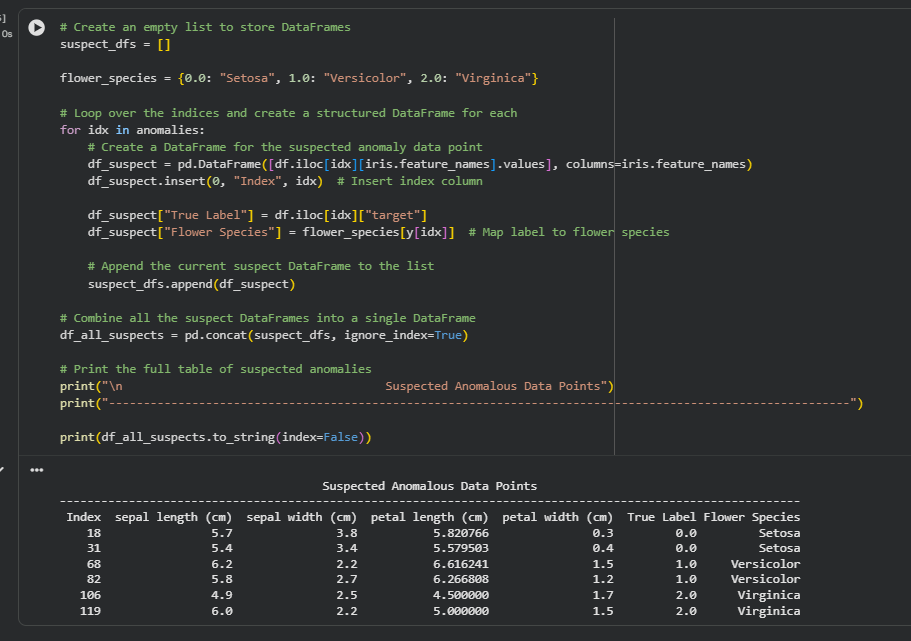 ]
0s
# Create an empty list to store DataFrames
suspect_dfs = []
flower_species = {0.0: "Setosa", 1.0: "Versicolor", 2.0: "Virginica"}
# Loop over the indices and create a structured DataFrame for each
for idx in anomalies:
    # Create a DataFrame for the suspected anomaly data point
    df_suspect = pd.DataFrame([df.iloc[idx][iris.feature_names].values], columns=iris.feature_names)
    df_suspect.insert(0, "Index", idx)  # Insert index column
    df_suspect["True Label"] = df.iloc[idx]["target"]
    df_suspect["Flower Species"] = flower_species[y[idx]]  # Map label to flower species
    # Append the current suspect DataFrame to the list
    suspect_dfs.append(df_suspect)
# Combine all the suspect DataFrames into a single DataFrame
df_all_suspects = pd.concat(suspect_dfs, ignore_index=True)
# Print the full table of suspected anomalies
print("\n                                      Suspected Anomalous Data Points")
print("-----------------------------------------------------------------------------------------------------------")
print(df_all_suspects.to_string(index=False))
Suspected Anomalous Data Points
-----------------------------------------------------------------------------------------------------------
Index  sepal length (cm)  sepal width (cm)  petal length (cm)  petal width (cm)  True Label Flower Species
18                5.7               3.8           5.820766               0.3         0.0         Setosa
31                5.4               3.4           5.579503               0.4         0.0         Setosa
68                6.2               2.2           6.616241               1.5         1.0     Versicolor
82                5.8               2.7           6.266808               1.2         1.0     Versicolor
106                4.9               2.5           4.500000               1.7         2.0      Virginica
119                6.0               2.2           5.000000               1.5         2.0      Virginica